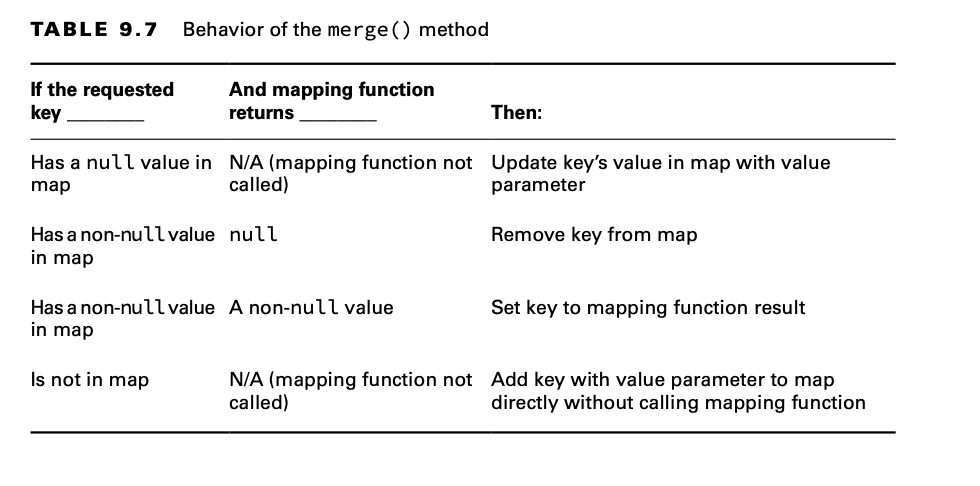 TABLE 9.7 Behavior of the merge() method
If the requested key ________ And mapping function returns ________ Then:
Has a null value in map N/A (mapping function not called) Update key’s value in map with value parameter
Has a non-null value in map null Remove key from map
Has a non-null value in map A non-null value Set key to mapping function result
Is not in map N/A (mapping function not called) Add key with value parameter to map directly without calling mapping function